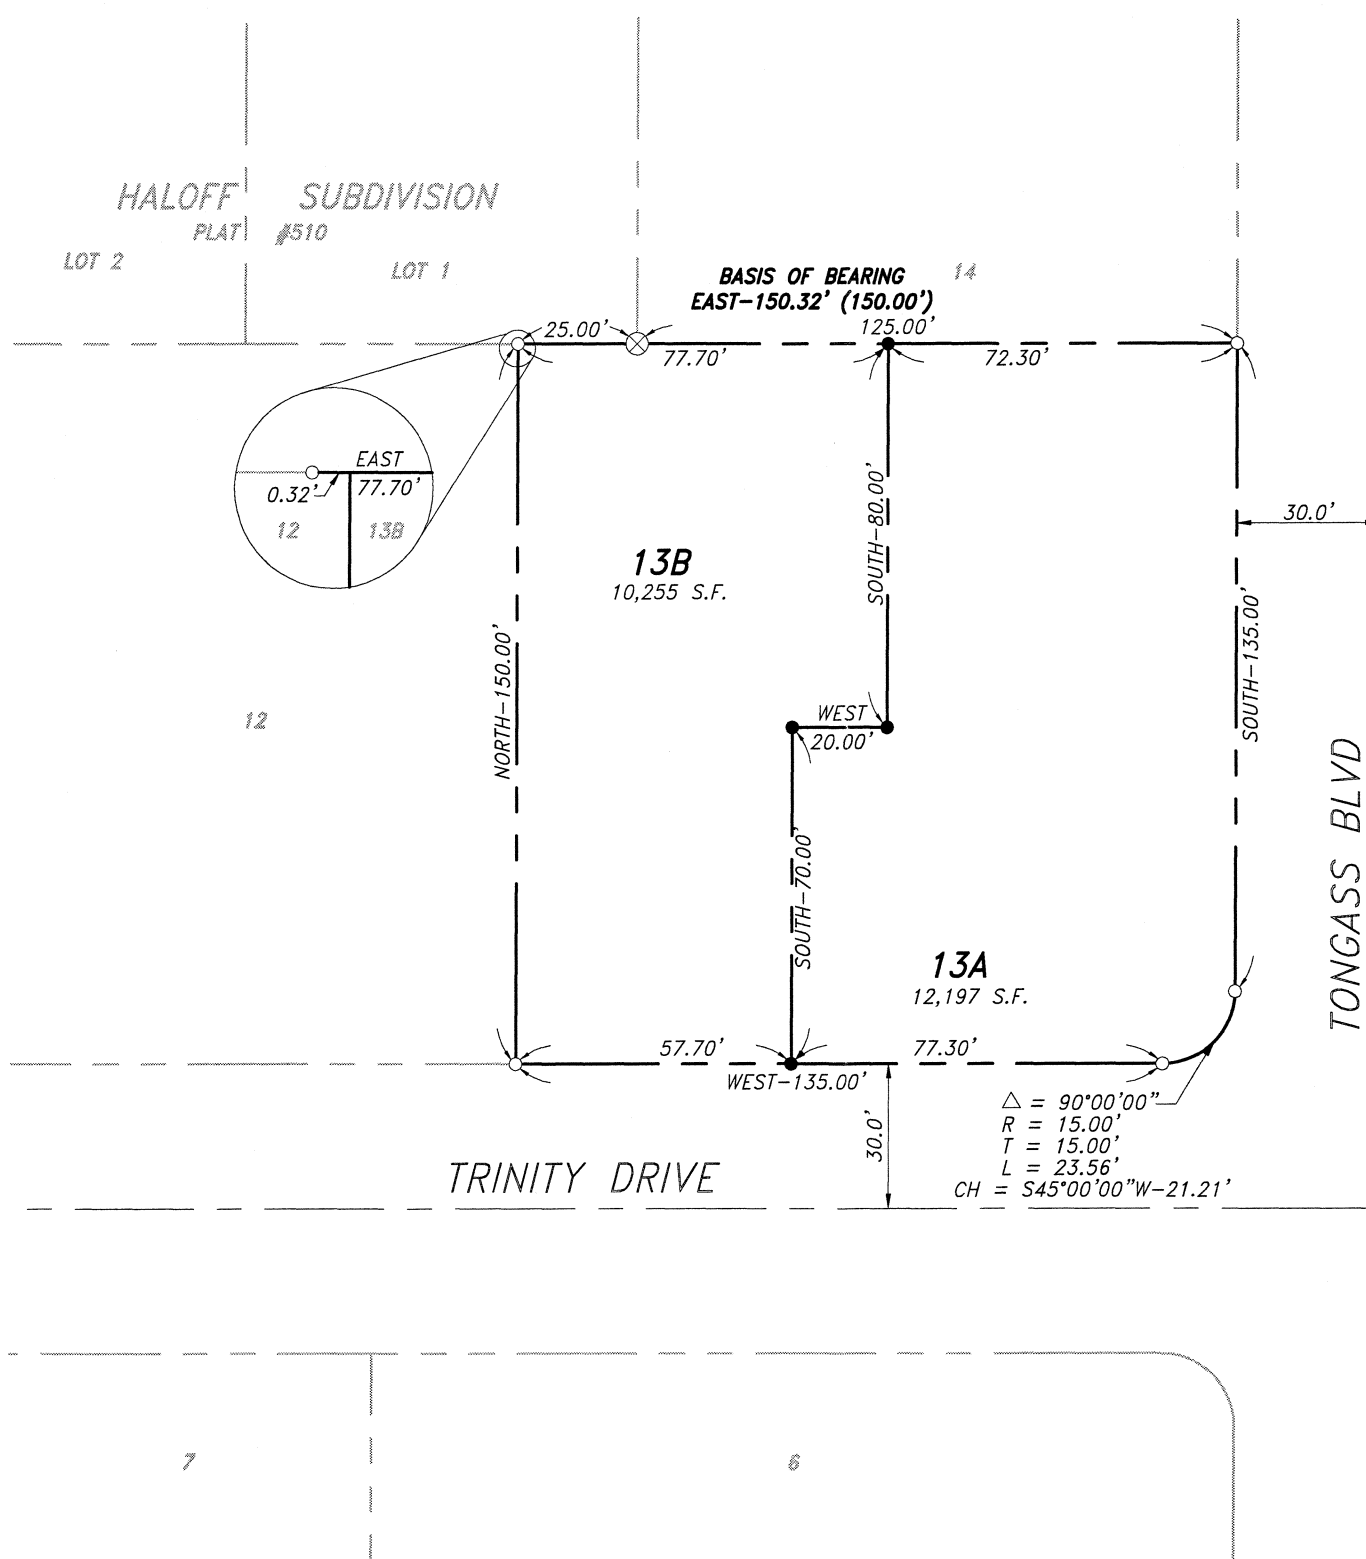 HALOFF SUBDIVISION
PLAT #510
LOT 2
LOT 1
BASIS OF BEARING
EAST-150.32' (150.00')
14
25.00'
125.00'
77.70'
72.30'
EAST
0.32'
77.70'
12
13B
30.0'
13B
10,255 S.F.
SOUTH-80.00'
NORTH-150.00'
SOUTH-135.00'
12
WEST
20.00'
TONGASS BLVD
SOUTH-70.00'
13A
12,197 S.F.
57.70'
77.30'
WEST-135.00'
30.0'
△ = 90°00'00"
R = 15.00'
T = 15.00'
L = 23.56'
CH = S45°00'00"W-21.21'
TRINITY DRIVE
7
6